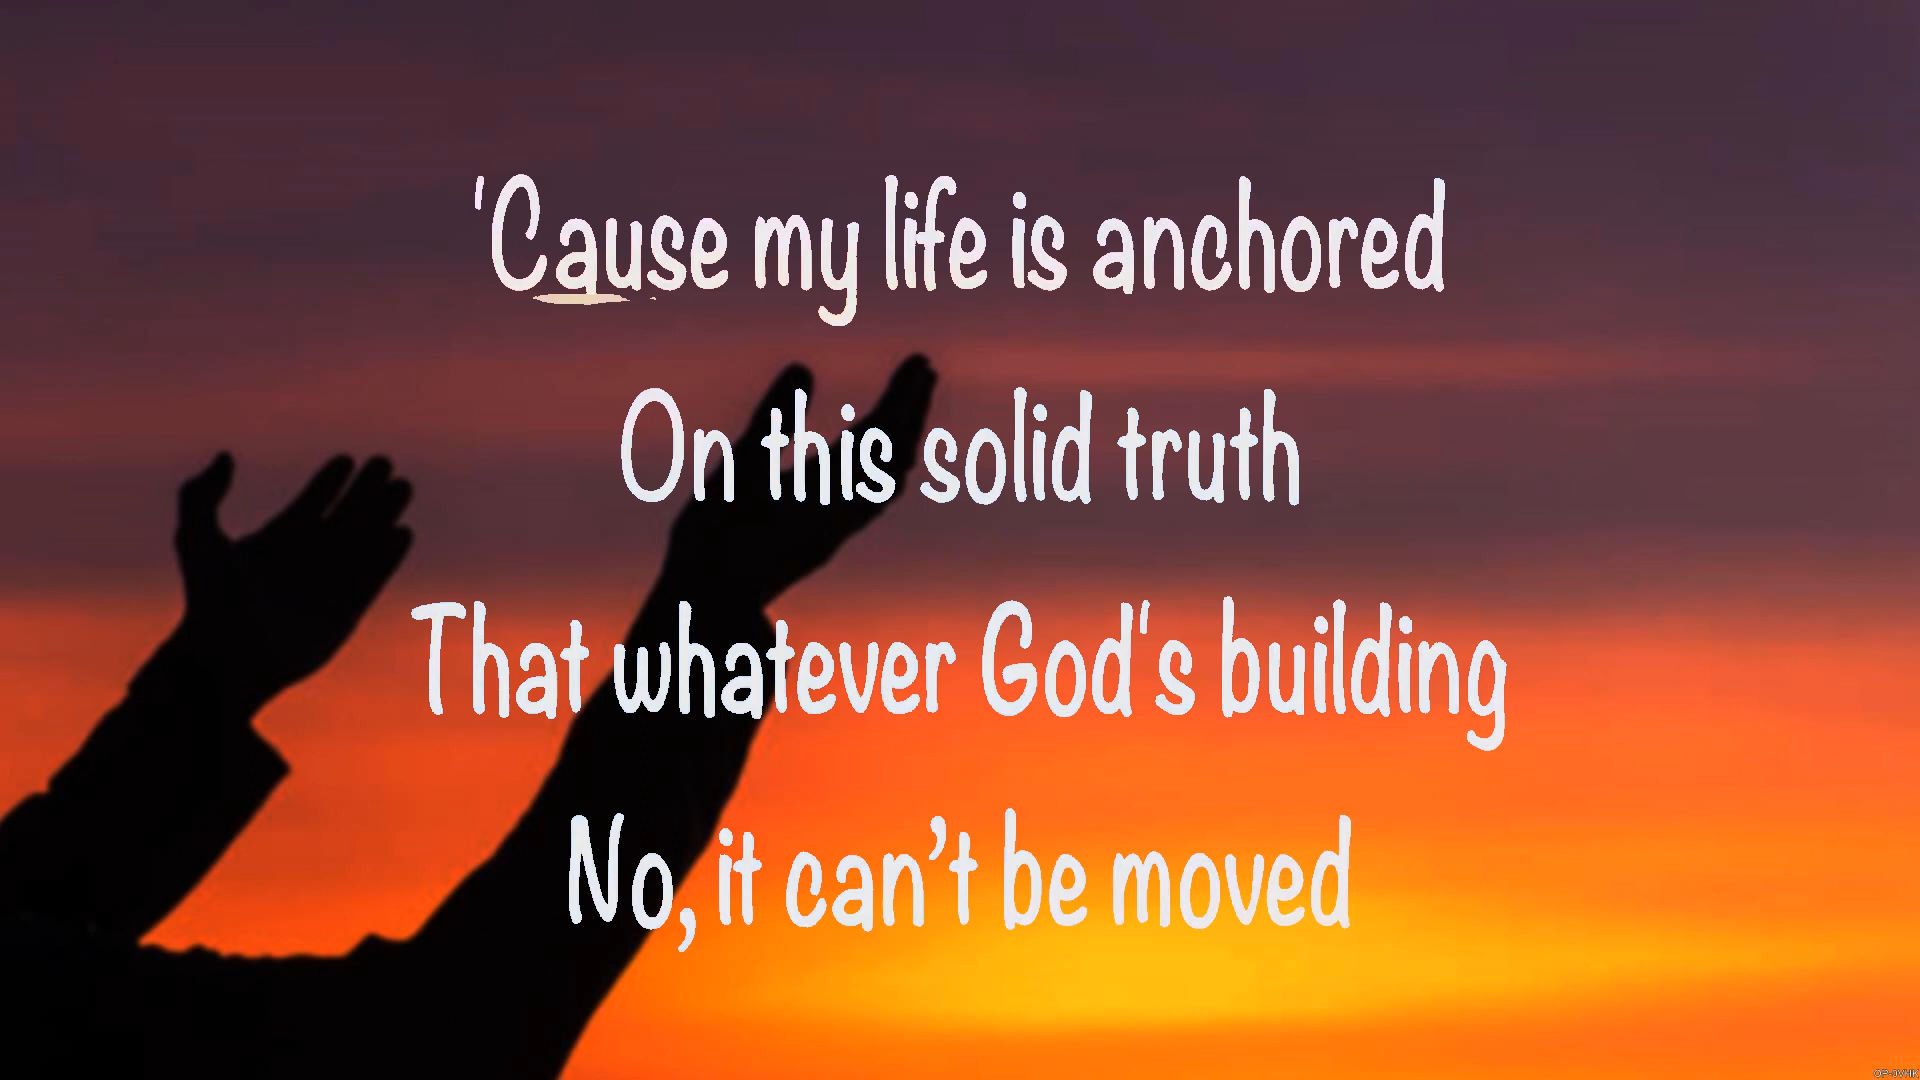 'Cause my life is anchored
On this solid truth
That whatever God's building
No, it can’t be moved